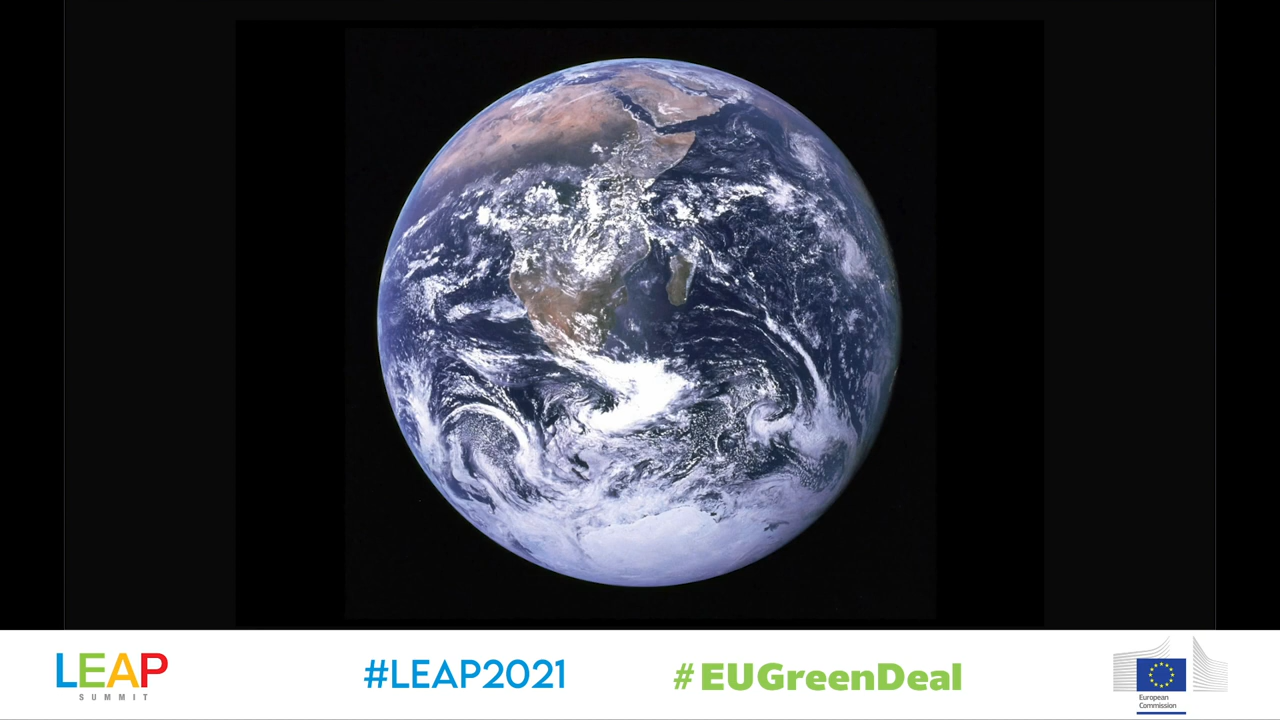 LEAP
SUMMIT
#LEAP2021
#EUGreenDeal
European
Commission